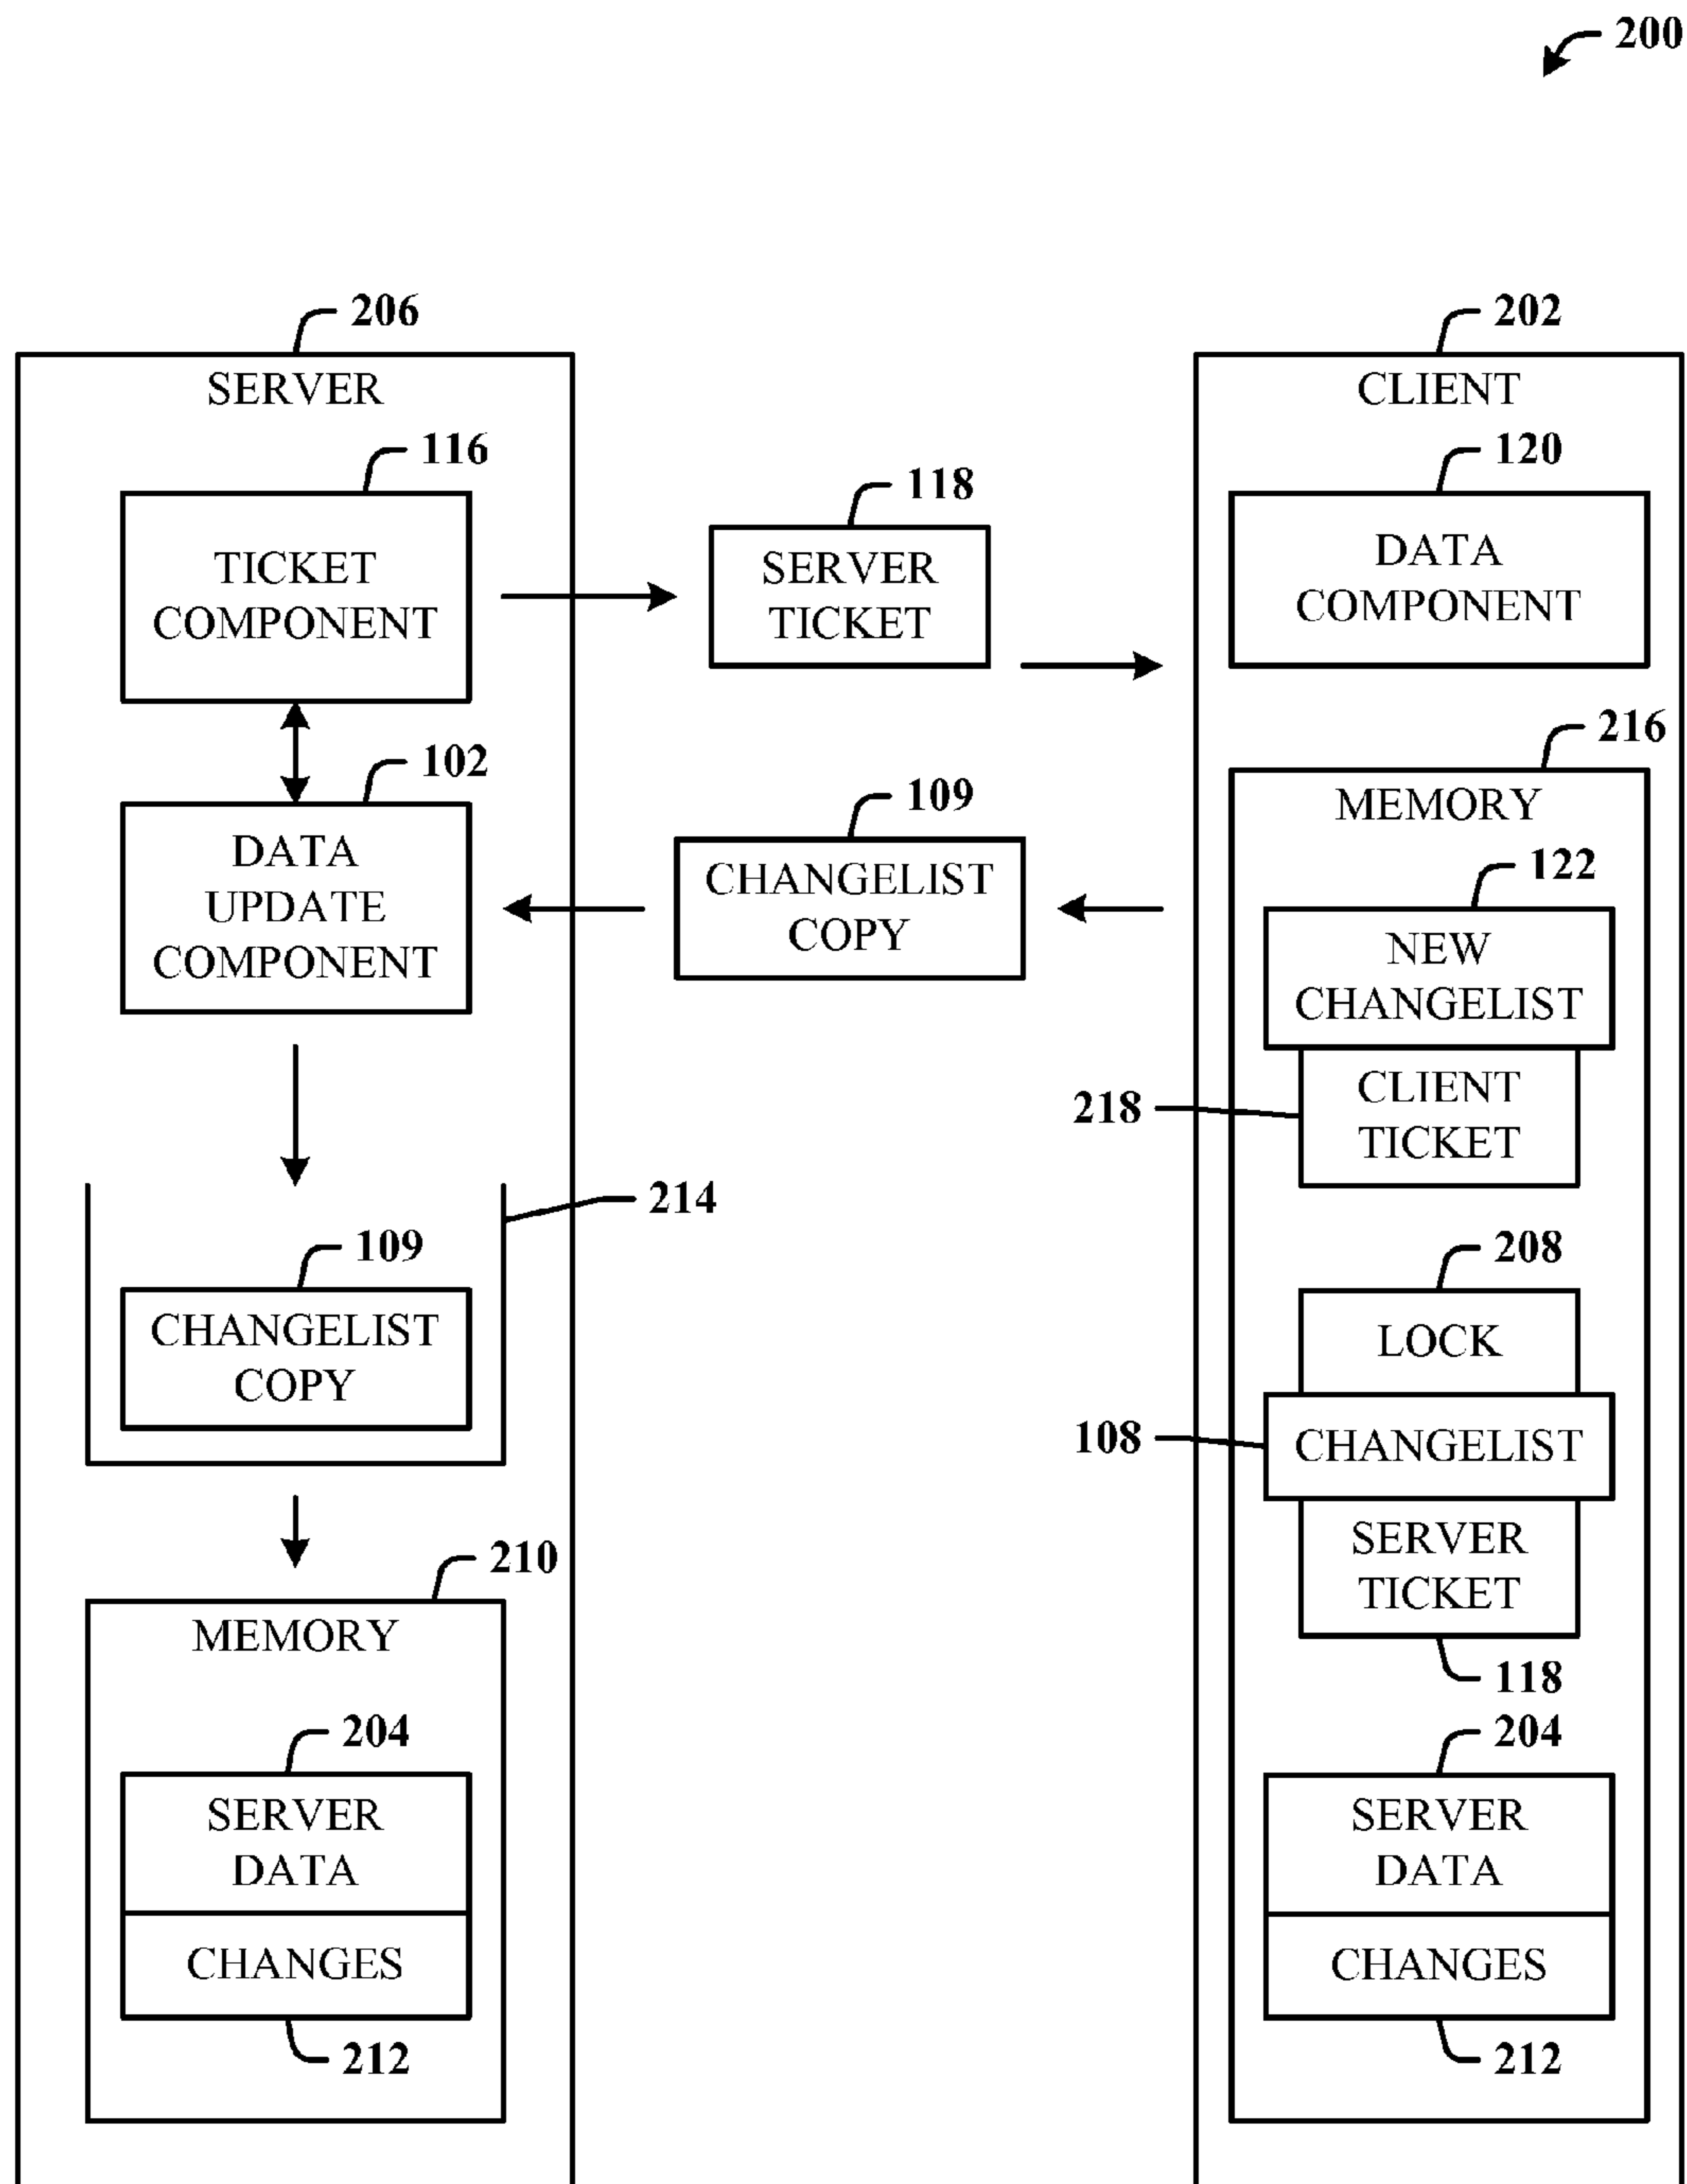 200
206
SERVER
116
TICKET
COMPONENT
102
DATA
UPDATE
COMPONENT
214
109
CHANGELIST
COPY
210
MEMORY
204
SERVER
DATA
CHANGES
212
118
SERVER
TICKET
109
CHANGELIST
COPY
202
CLIENT
120
DATA
COMPONENT
216
MEMORY
122
NEW
CHANGELIST
CLIENT
TICKET
218
208
LOCK
108
CHANGELIST
SERVER
TICKET
118
204
SERVER
DATA
CHANGES
212